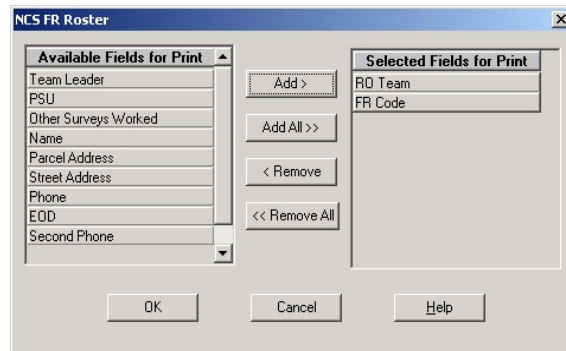 NCS FR Roster
Available Fields for Print
Team Leader
PSU
Other Surveys Worked
Name
Parcel Address
Street Address
Phone
EOD
Second Phone
Add >
Add All >>
< Remove
<< Remove All
Selected Fields for Print
RO Team
FR Code
OK
Cancel
Help